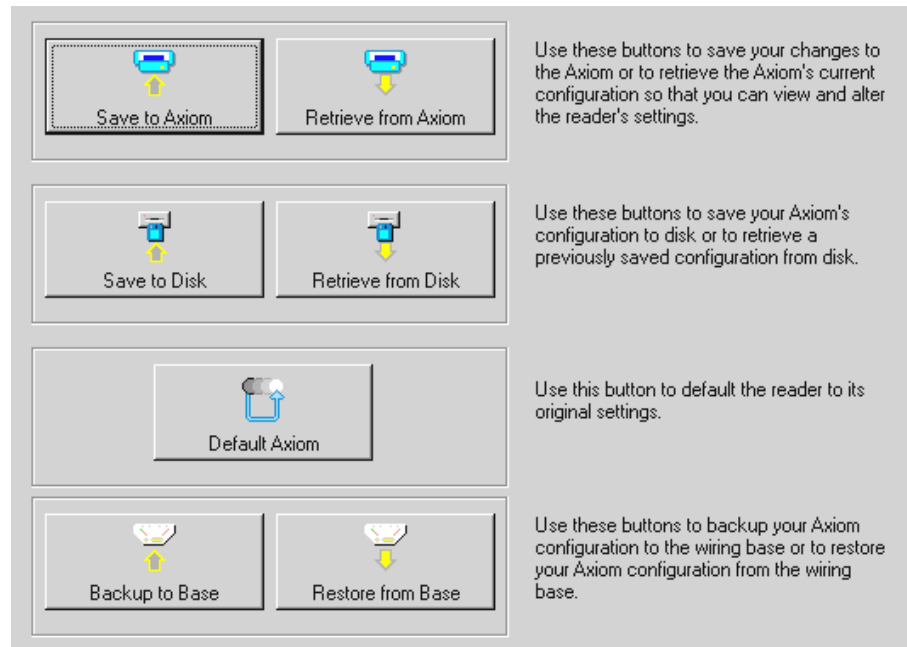 Save to Axiom
Retrieve from Axiom
Use these buttons to save your changes to
the Axiom or to retrieve the Axiom's current
configuration so that you can view and alter
the reader's settings.
Save to Disk
Retrieve from Disk
Use these buttons to save your Axiom's
configuration to disk or to retrieve a
previously saved configuration from disk.
Default Axiom
Use this button to default the reader to its
original settings.
Backup to Base
Restore from Base
Use these buttons to backup your Axiom
configuration to the wiring base or to restore
your Axiom configuration from the wiring
base.